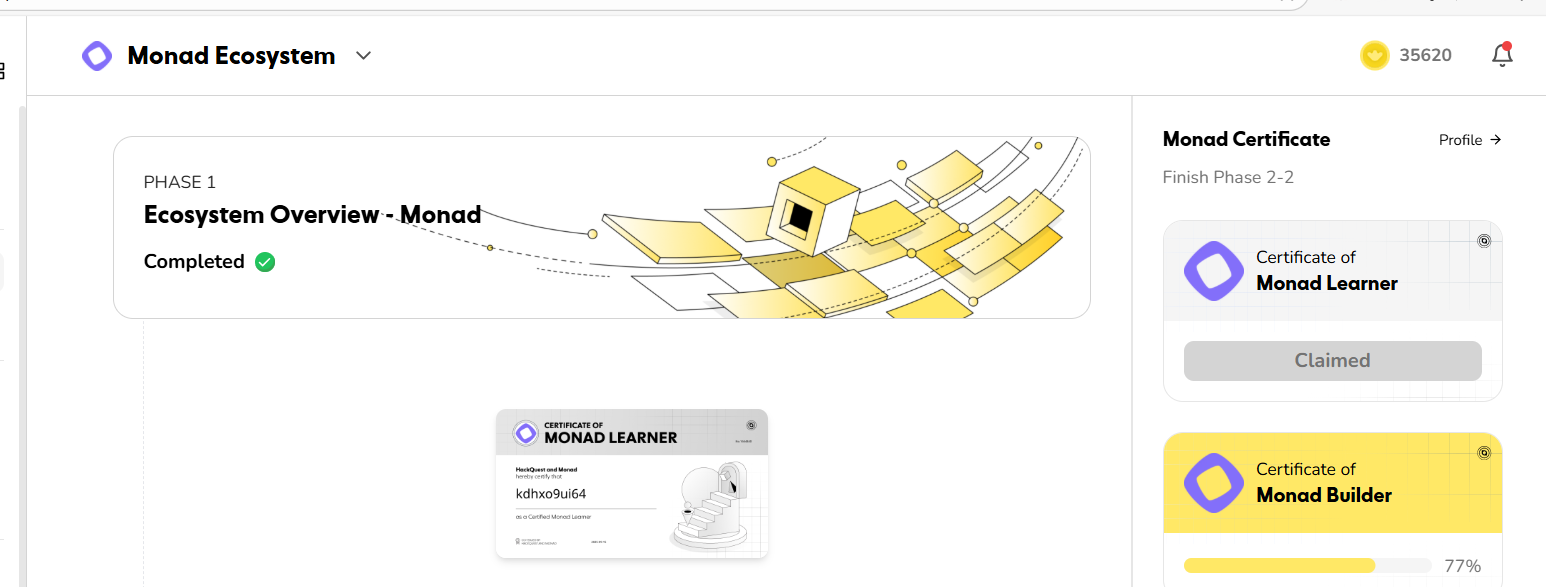 Monad Ecosystem
35620
PHASE 1
Ecosystem Overview - Monad
Completed
CERTIFICATE OF
MONAD LEARNER
HackQuest and Monad
hereby certify that
kdhxo9ui64
as a Certified Monad Learner
Monad Certificate
Profile →
Finish Phase 2-2
Certificate of
Monad Learner
Claimed
Certificate of
Monad Builder
77%